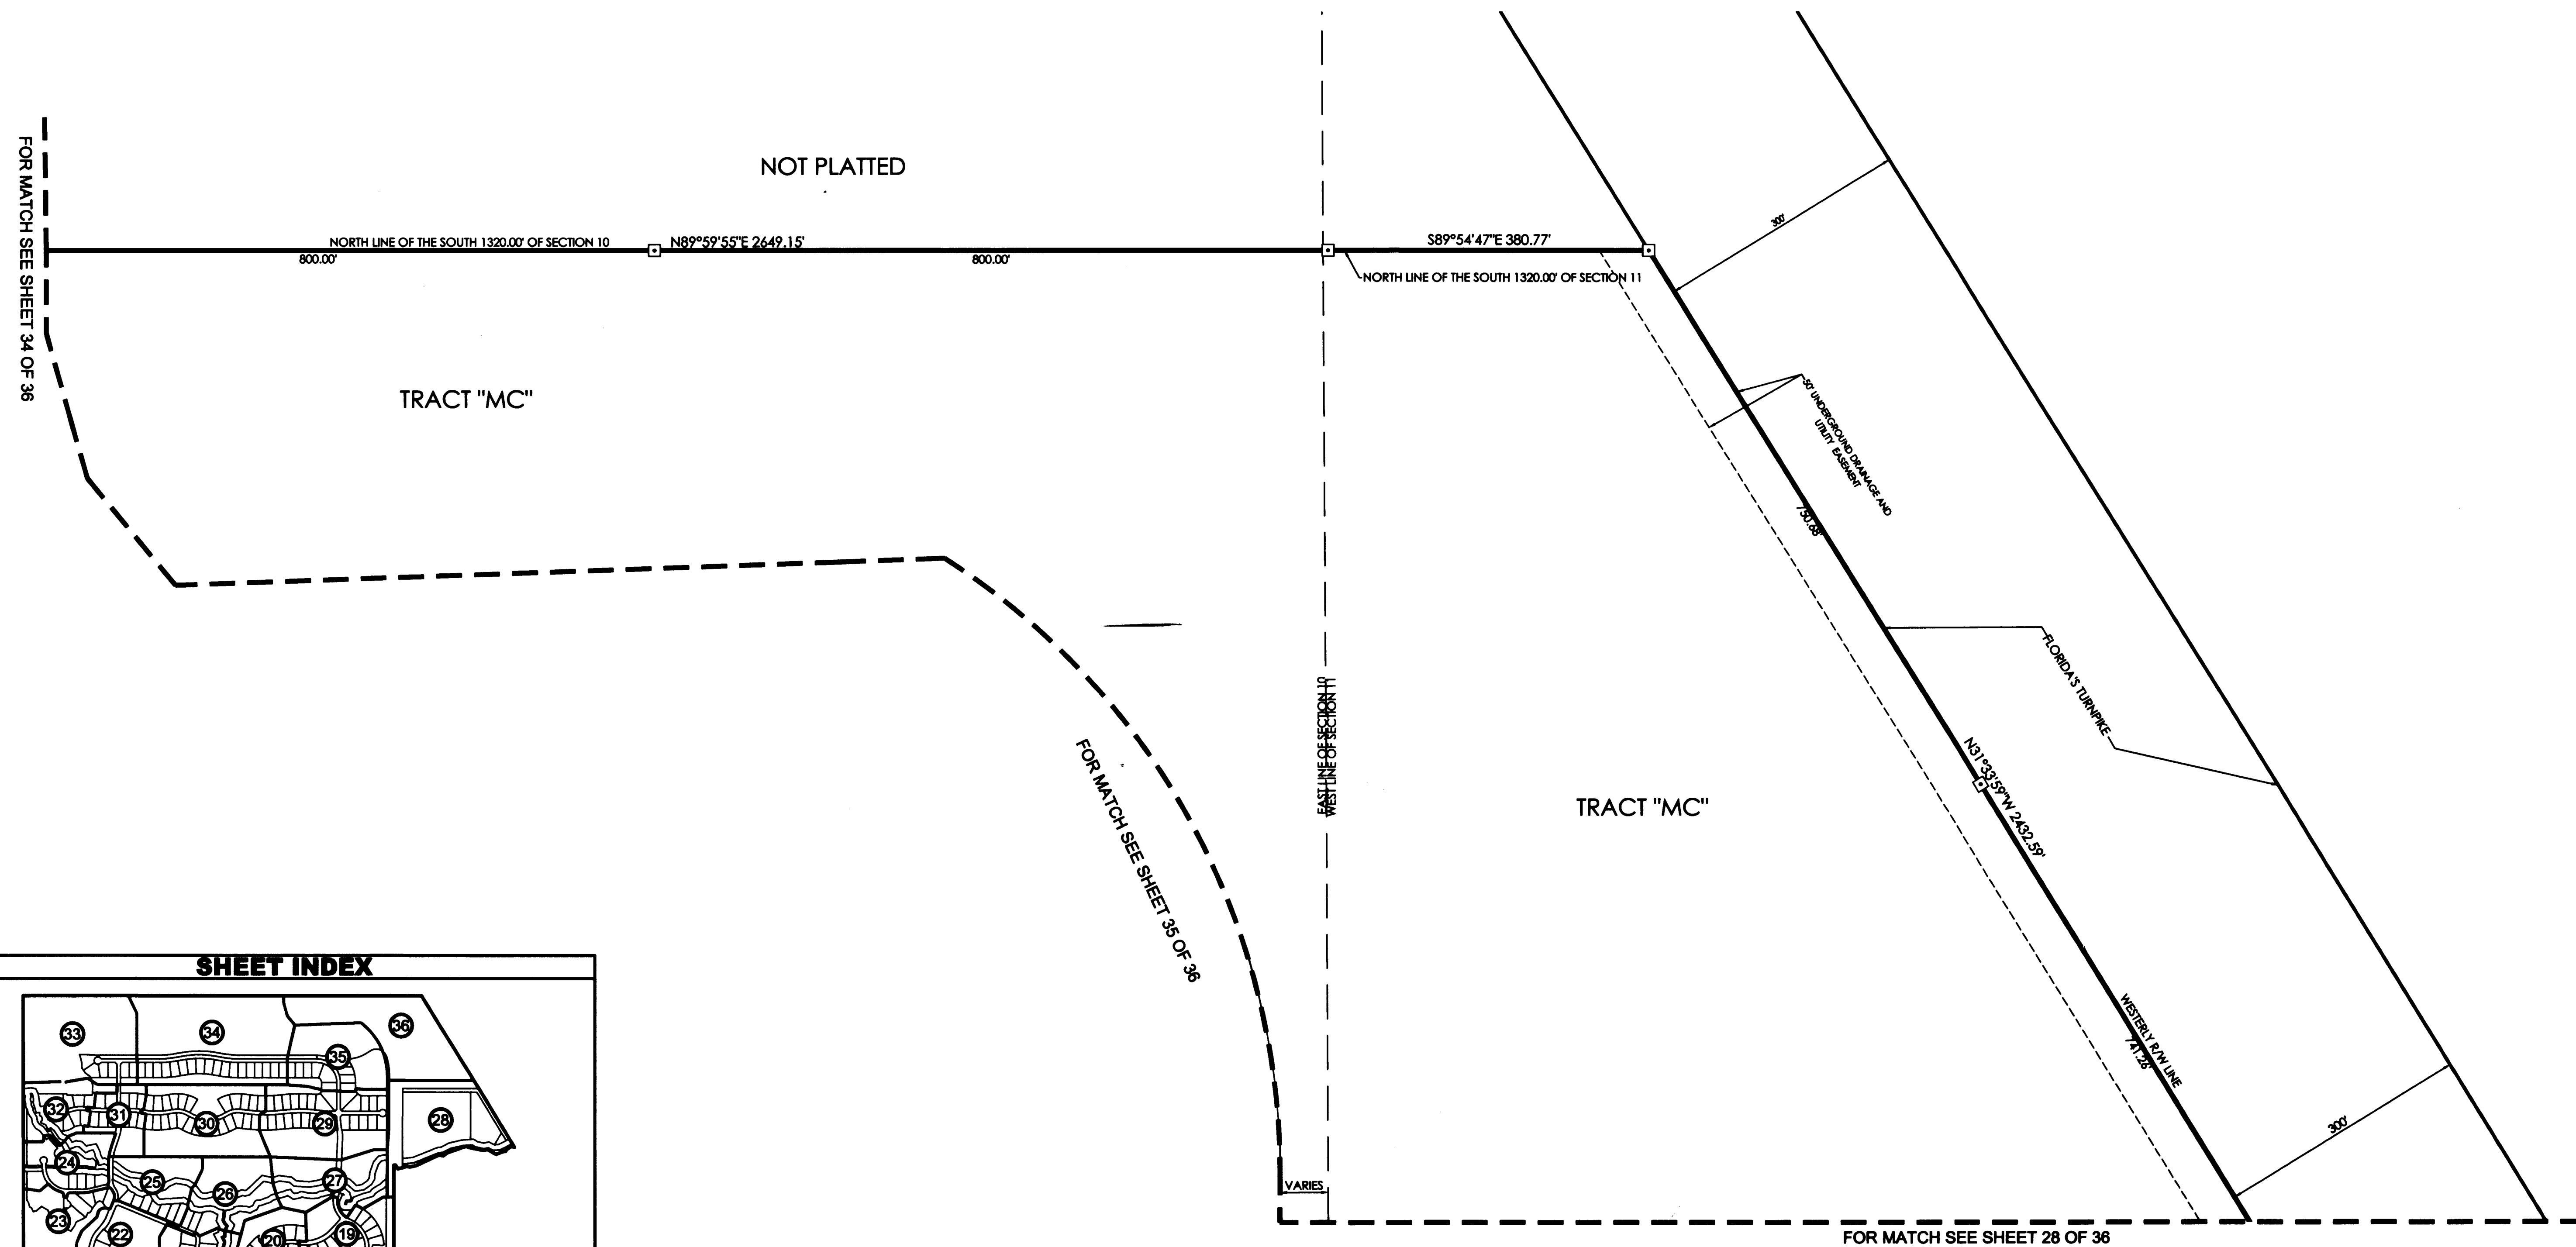 NOT PLATTED
FOR MATCH SEE SHEET 34 OF 36
NORTH LINE OF THE SOUTH 1320.00' OF SECTION 10
N89°59'55"E 2649.15'
800.00'
800.00'
S89°54'47"E 380.77'
NORTH LINE OF THE SOUTH 1320.00' OF SECTION 11
300'
TRACT "MC"
50' UNDERGROUND DRAINAGE AND
UTILITY EASEMENT
750.68'
FLORIDA'S TURNPIKE
EAST LINE OF SECTION 10
WEST LINE OF SECTION 11
FOR MATCH SEE SHEET 35 OF 36
TRACT "MC"
N31°33'59"W 2432.59'
WESTERLY R/W LINE
741.26'
300'
VARIES
FOR MATCH SEE SHEET 28 OF 36
SHEET INDEX
33
34
36
35
32
31
30
29
28
24
25
26
27
23
22
20
19